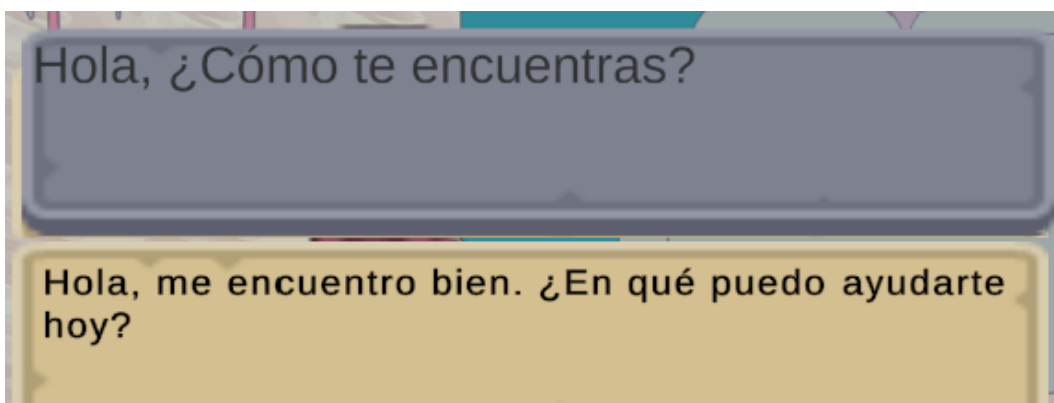 Hola, ¿Cómo te encuentras?
Hola, me encuentro bien. ¿En qué puedo ayudarte
hoy?